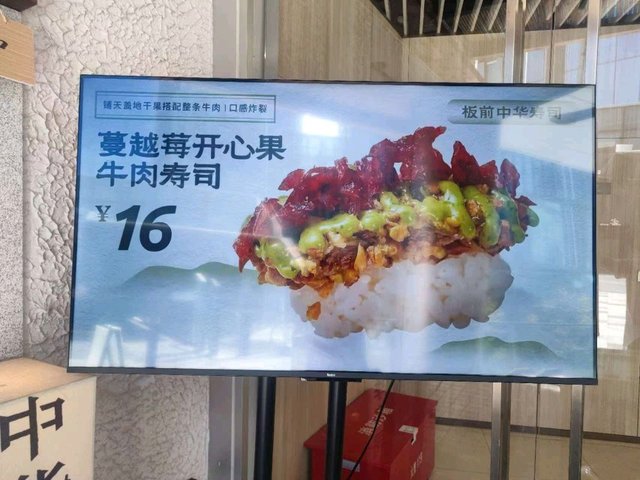 铺天盖地干果搭配整条牛肉 | 口感炸裂
板前中华寿司
蔓越莓开心果
牛肉寿司
¥16
中